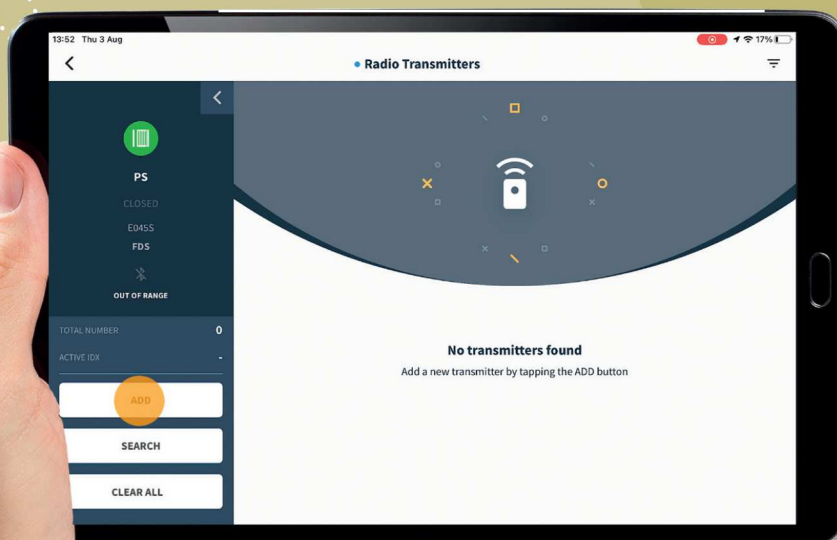 13:52 Thu 3 Aug
17%
Radio Transmitters
PS
CLOSED
E045S
FDS
OUT OF RANGE
TOTAL NUMBER 0
ACTIVE IDX -
ADD
SEARCH
CLEAR ALL
No transmitters found
Add a new transmitter by tapping the ADD button